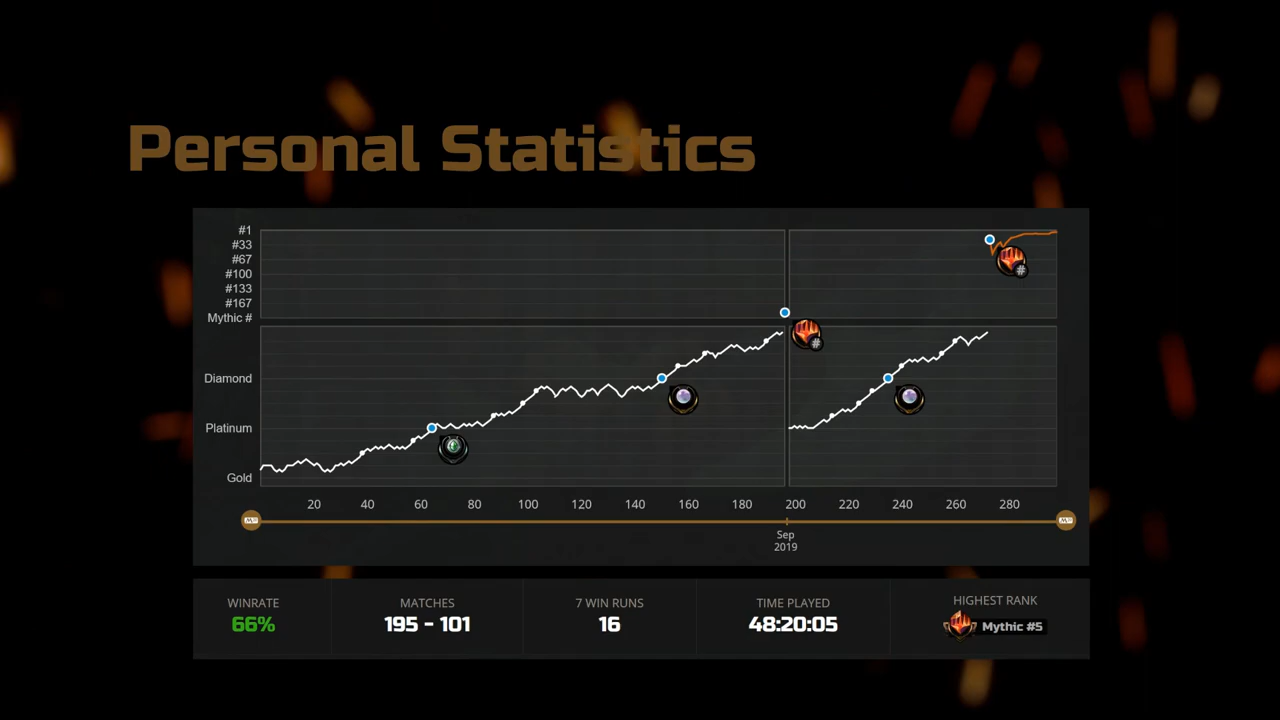 Personal Statistics
#1
#33
#67
#100
#133
#167
Mythic #
#
#
Diamond
Platinum
Gold
20 40 60 80 100 120 140 160 180 200 220 240 260 280
Sep
2019
WINRATE MATCHES 7 WIN RUNS TIME PLAYED HIGHEST RANK
66% 195 - 101 16 48:20:05 Mythic #5